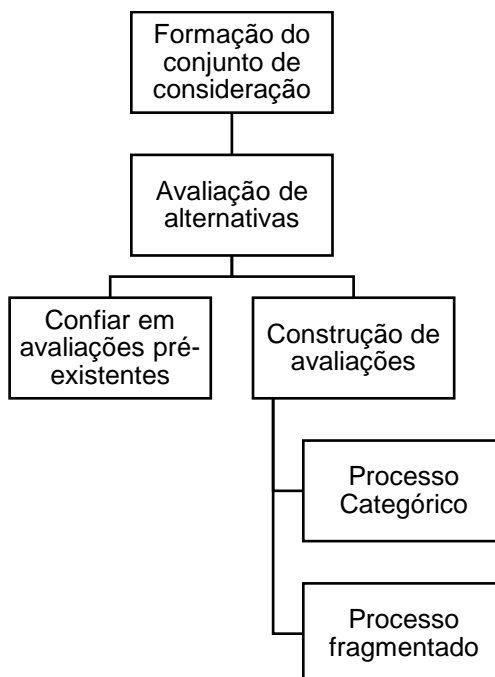 Formação do
conjunto de
consideração
Avaliação de
alternativas
Confiar em
avaliações pré-
existentes
Construção de
avaliações
Processo
Categórico
Processo
fragmentado